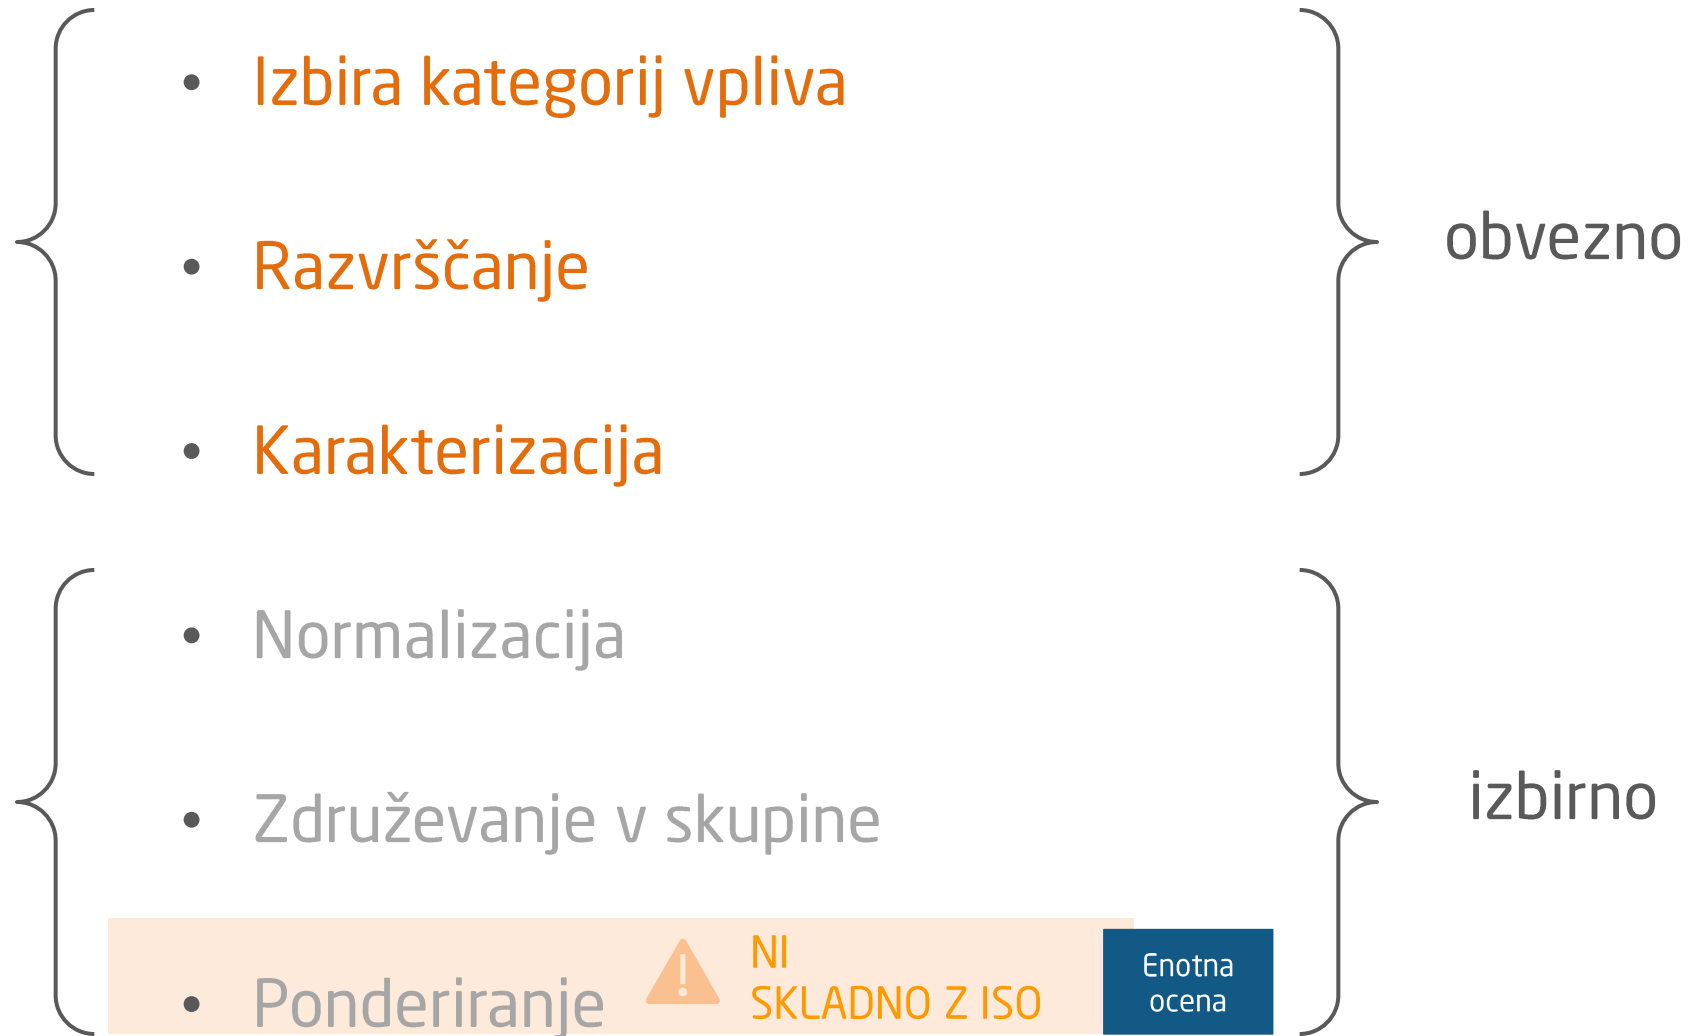 • Izbira kategorij vpliva
• Razvrščanje
• Karakterizacija
obvezno
• Normalizacija
• Združevanje v skupine
• Ponderiranje
NI
SKLADNO Z ISO
Enotna
ocena
izbirno